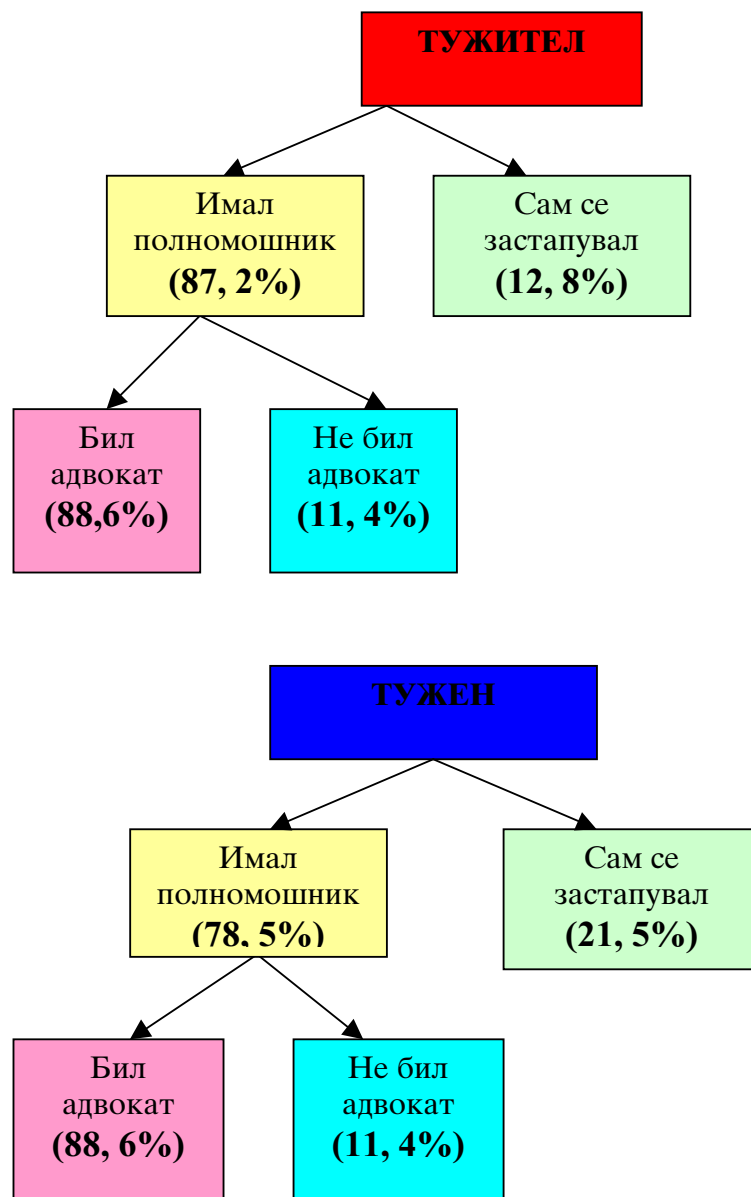 ТУЖИТЕЛ
Имал
полномошник
(87, 2%)
Сам се
застапувал
(12, 8%)
Бил
адвокат
(88,6%)
Не бил
адвокат
(11, 4%)
ТУЖЕН
Имал
полномошник
(78, 5%)
Сам се
застапувал
(21, 5%)
Бил
адвокат
(88, 6%)
Не бил
адвокат
(11, 4%)